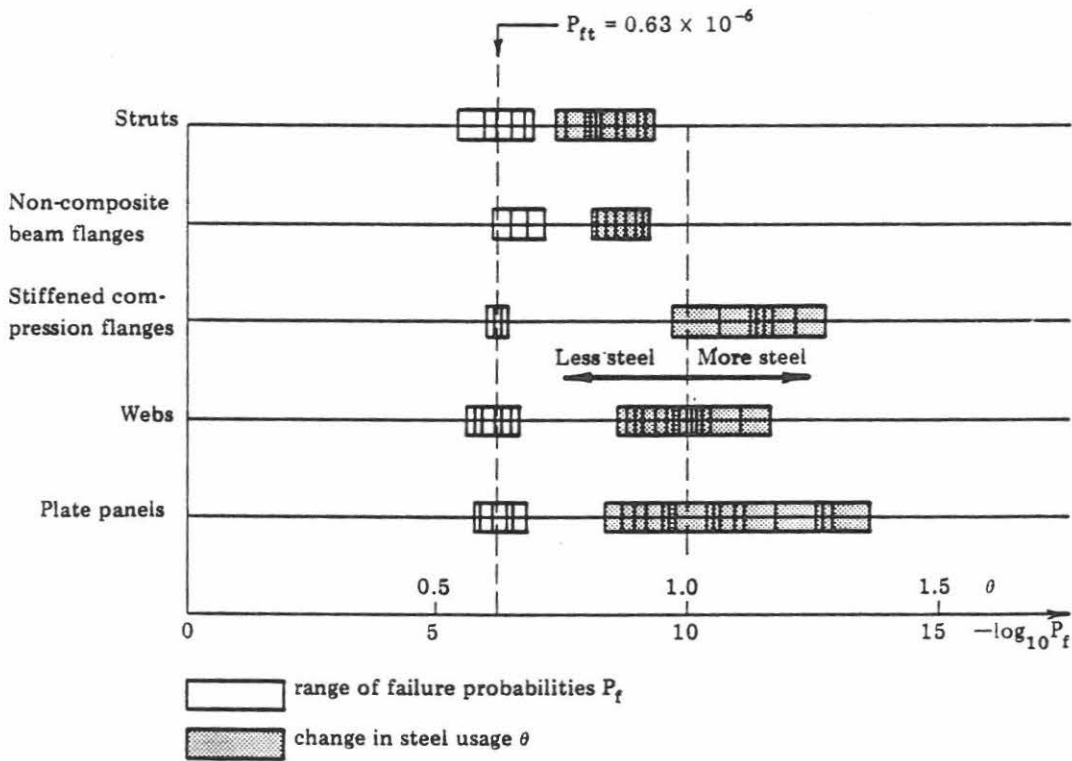 P_ft = 0.63 × 10^-6
Struts
Non-composite
beam flanges
Stiffened com-
pression flanges
Less steel
More steel
Webs
Plate panels
0.5 1.0 1.5 θ
0 5 10 15 —log₁₀P_f
range of failure probabilities P_f
change in steel usage θ